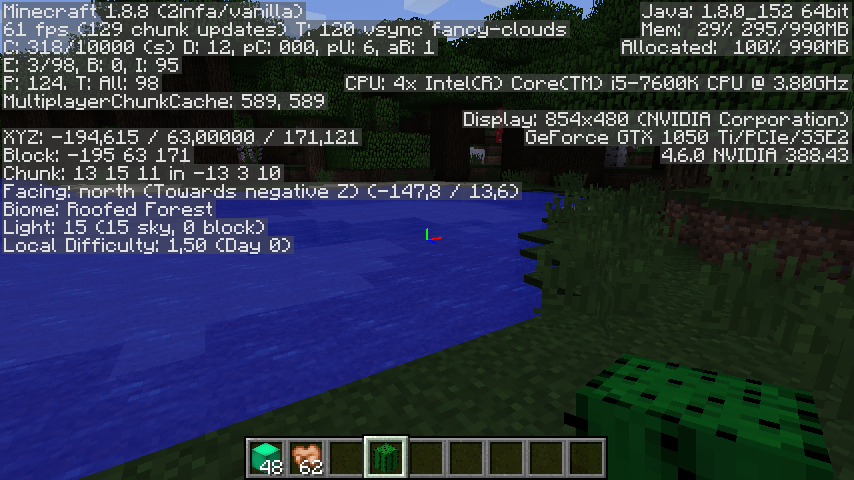 Minecraft 1.8.8 (2infa/vanilla)
61 fps (129 chunk updates) T: 120 vsync fancy-clouds
C: 318/10000 (s) D: 12, pC: 000, pU: 6, aB: 1
E: 3/98, B: 0, I: 95
P: 124. T: All: 98
MultiplayerChunkCache: 589, 589
XYZ: -194,615 / 63,00000 / 171,121
Block: -195 63 171
Chunk: 13 15 11 in -13 3 10
Facing: north (Towards negative Z) (-147,8 / 13,6)
Biome: Roofed Forest
Light: 15 (15 sky, 0 block)
Local Difficulty: 1,50 (Day 0)
Java: 1.8.0_152 64bit
Mem: 29% 295/990MB
Allocated: 100% 990MB
CPU: 4x Intel(R) Core(TM) i5-7600K CPU @ 3.80GHz
Display: 854x480 (NVIDIA Corporation)
GeForce GTX 1050 Ti/PCIe/SSE2
4.6.0 NVIDIA 388.43
48 62